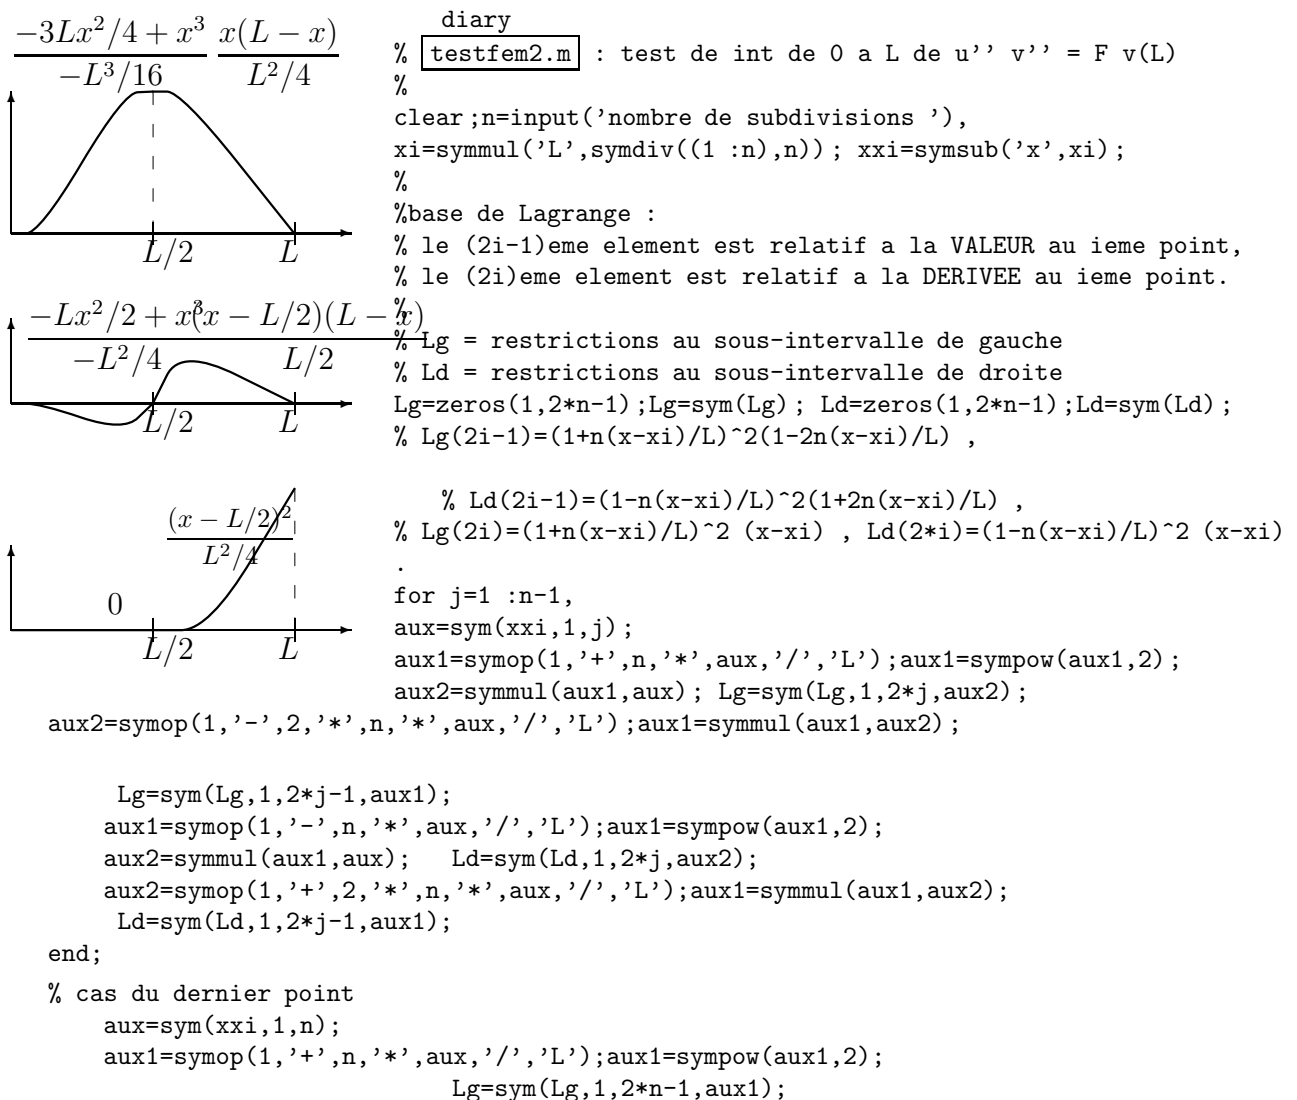 -3Lx²/4 + x³ x(L − x)
-L³/16 L²/4
L/2 L
-Lx²/2 + x³ (x − L/2)(L − x)
-L²/4 L/2
L/2 L
(x − L/2)²
L²/4
0
L/2 L
diary
% testfem2.m : test de int de 0 a L de u'' v'' = F v(L)
%
clear ;n=input('nombre de subdivisions '),
xi=symmul('L',symdiv((1 :n),n)) ; xxi=symsub('x',xi) ;
%
%base de Lagrange :
% le (2i-1)eme element est relatif a la VALEUR au ieme point,
% le (2i)eme element est relatif a la DERIVEE au ieme point.
%
% Lg = restrictions au sous-intervalle de gauche
% Ld = restrictions au sous-intervalle de droite
Lg=zeros(1,2*n-1) ;Lg=sym(Lg) ; Ld=zeros(1,2*n-1) ;Ld=sym(Ld) ;
% Lg(2i-1)=(1+n(x-xi)/L)^2(1-2n(x-xi)/L) ,
% Ld(2i-1)=(1-n(x-xi)/L)^2(1+2n(x-xi)/L) ,
% Lg(2i)=(1+n(x-xi)/L)^2 (x-xi) , Ld(2*i)=(1-n(x-xi)/L)^2 (x-xi)
.
for j=1 :n-1,
aux=sym(xxi,1,j) ;
aux1=symop(1,'+',n,'*',aux,'/','L') ;aux1=sympow(aux1,2) ;
aux2=symmul(aux1,aux) ; Lg=sym(Lg,1,2*j,aux2) ;
aux2=symop(1,'-',2,'*',n,'*',aux,'/','L') ;aux1=symmul(aux1,aux2) ;
Lg=sym(Lg,1,2*j-1,aux1);
aux1=symop(1,'-',n,'*',aux,'/','L');aux1=sympow(aux1,2);
aux2=symmul(aux1,aux); Ld=sym(Ld,1,2*j,aux2);
aux2=symop(1,'+',2,'*',n,'*',aux,'/','L');aux1=symmul(aux1,aux2);
Ld=sym(Ld,1,2*j-1,aux1);
end;
% cas du dernier point
aux=sym(xxi,1,n);
aux1=symop(1,'+',n,'*',aux,'/','L');aux1=sympow(aux1,2);
Lg=sym(Lg,1,2*n-1,aux1);